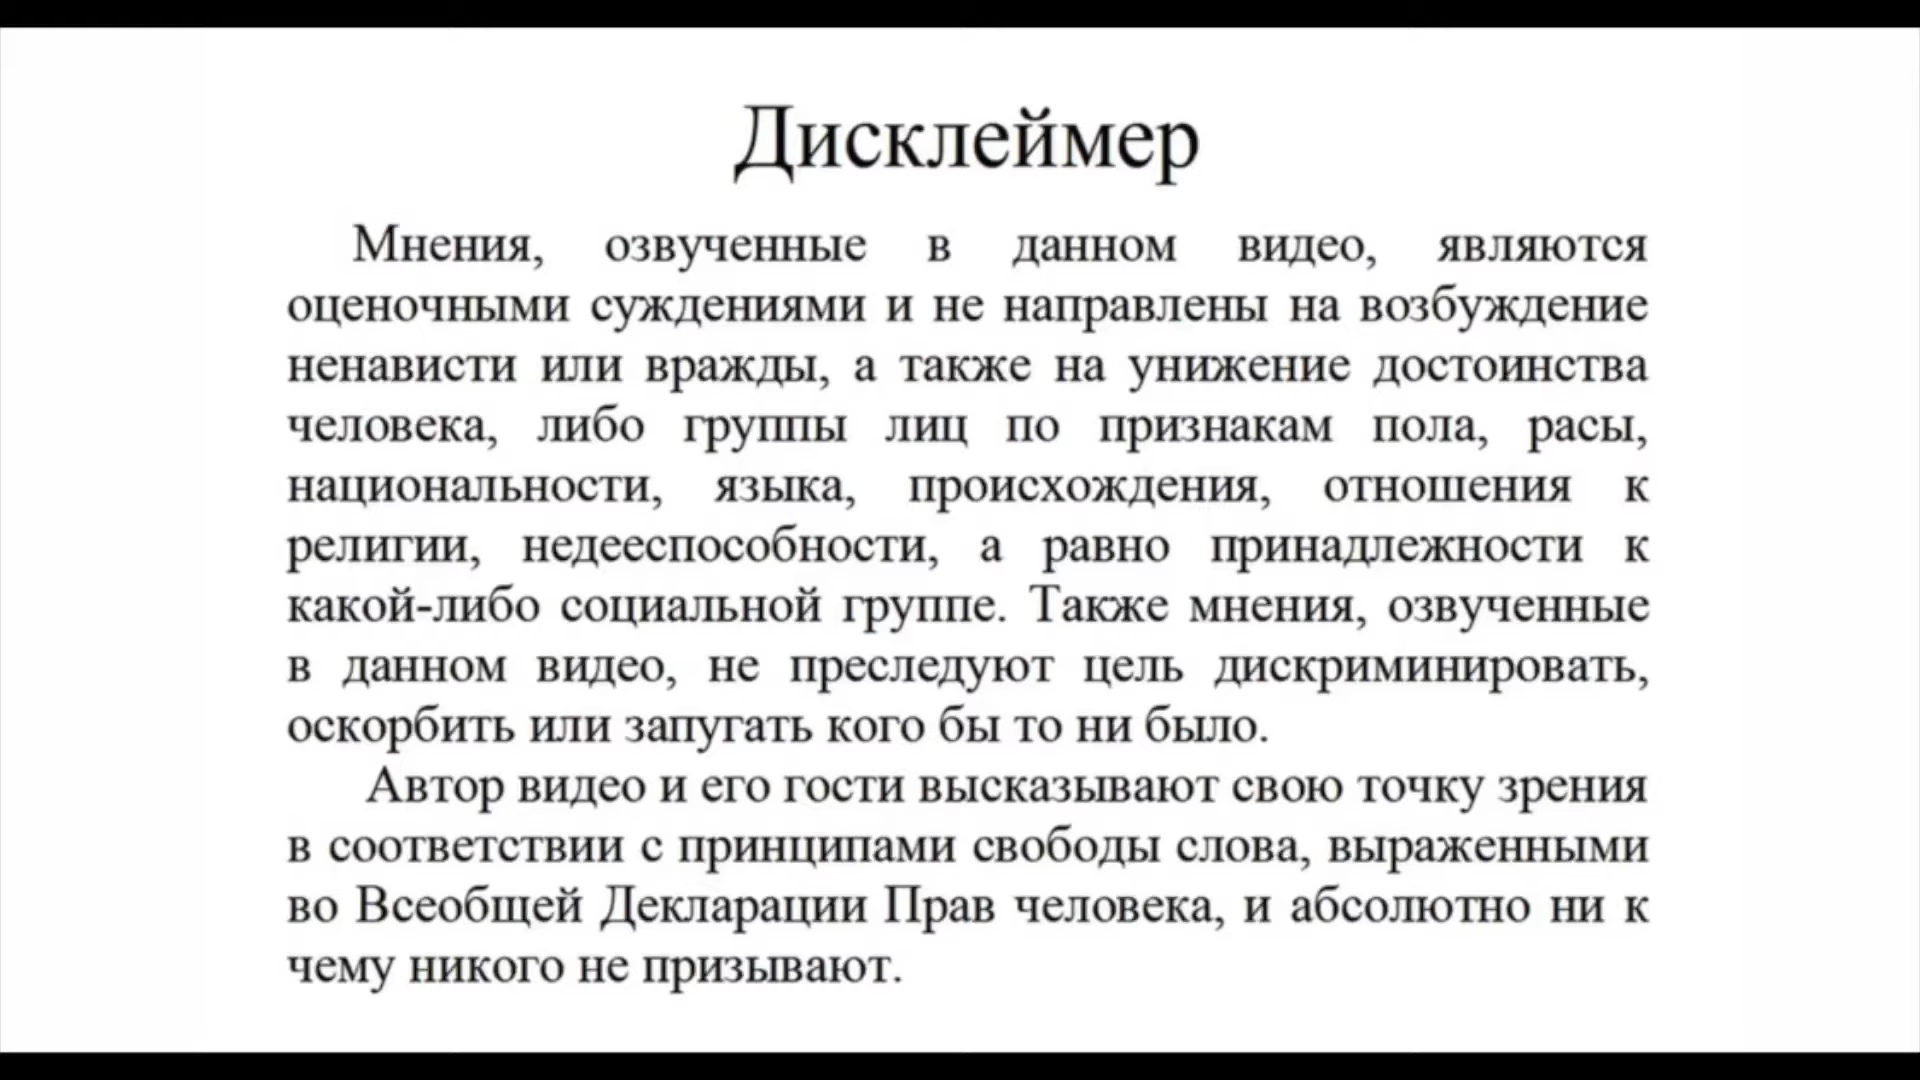 Дисклеймер
Мнения, озвученные в данном видео, являются
оценочными суждениями и не направлены на возбуждение
ненависти или вражды, а также на унижение достоинства
человека, либо группы лиц по признакам пола, расы,
национальности, языка, происхождения, отношения к
религии, недееспособности, а равно принадлежности к
какой-либо социальной группе. Также мнения, озвученные
в данном видео, не преследуют цель дискриминировать,
оскорбить или запугать кого бы то ни было.
Автор видео и его гости высказывают свою точку зрения
в соответствии с принципами свободы слова, выраженными
во Всеобщей Декларации Прав человека, и абсолютно ни к
чему никого не призывают.